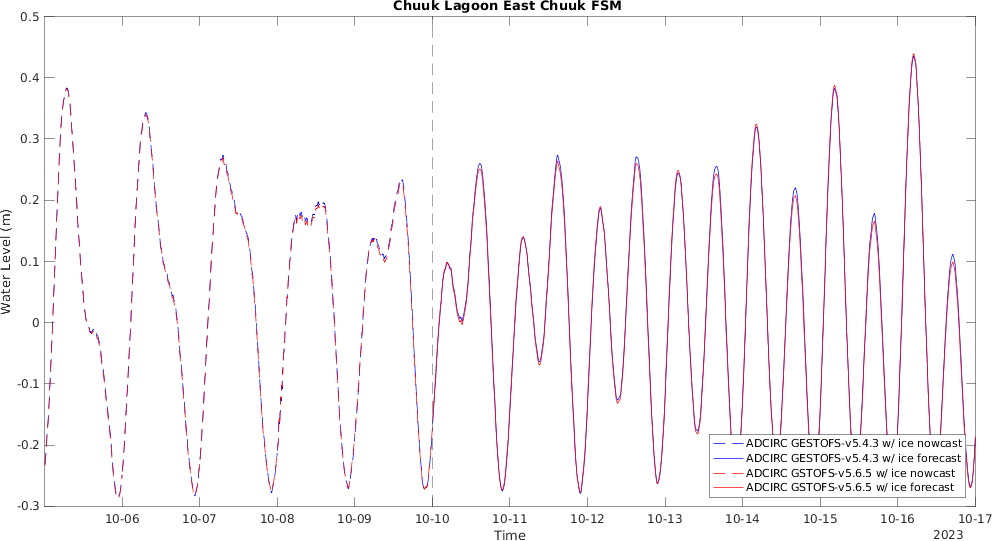 Chuuk Lagoon East Chuuk FSM
0.5
0.4
0.3
0.2
0.1
0
-0.1
-0.2
-0.3
Water Level (m)
ADCIRC GESTOFS-v5.4.3 w/ ice nowcast
ADCIRC GESTOFS-v5.4.3 w/ ice forecast
ADCIRC GSTOFS-v5.6.5 w/ ice nowcast
ADCIRC GSTOFS-v5.6.5 w/ ice forecast
10-06 10-07 10-08 10-09 10-10 10-11 10-12 10-13 10-14 10-15 10-16 10-17
Time
2023